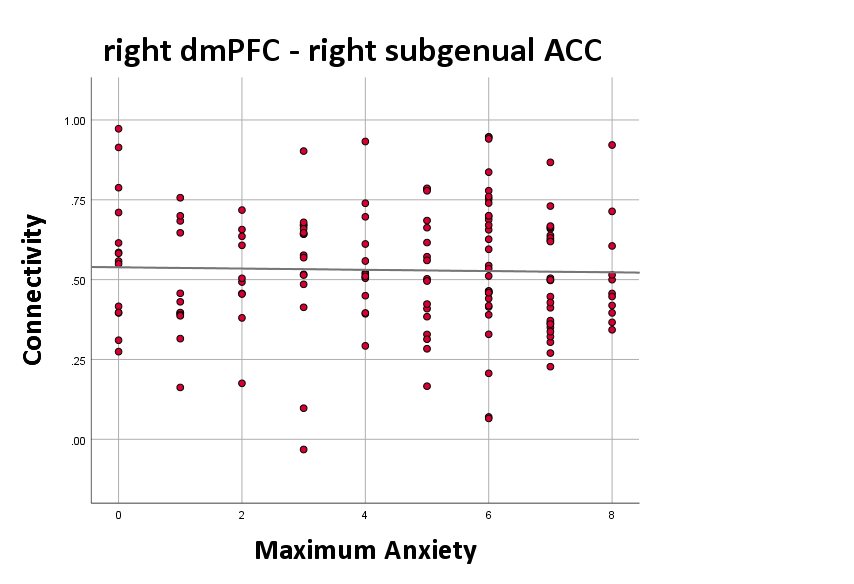 right dmPFC - right subgenual ACC
Connectivity
1.00
.75
.50
.25
.00
0 2 4 6 8
Maximum Anxiety